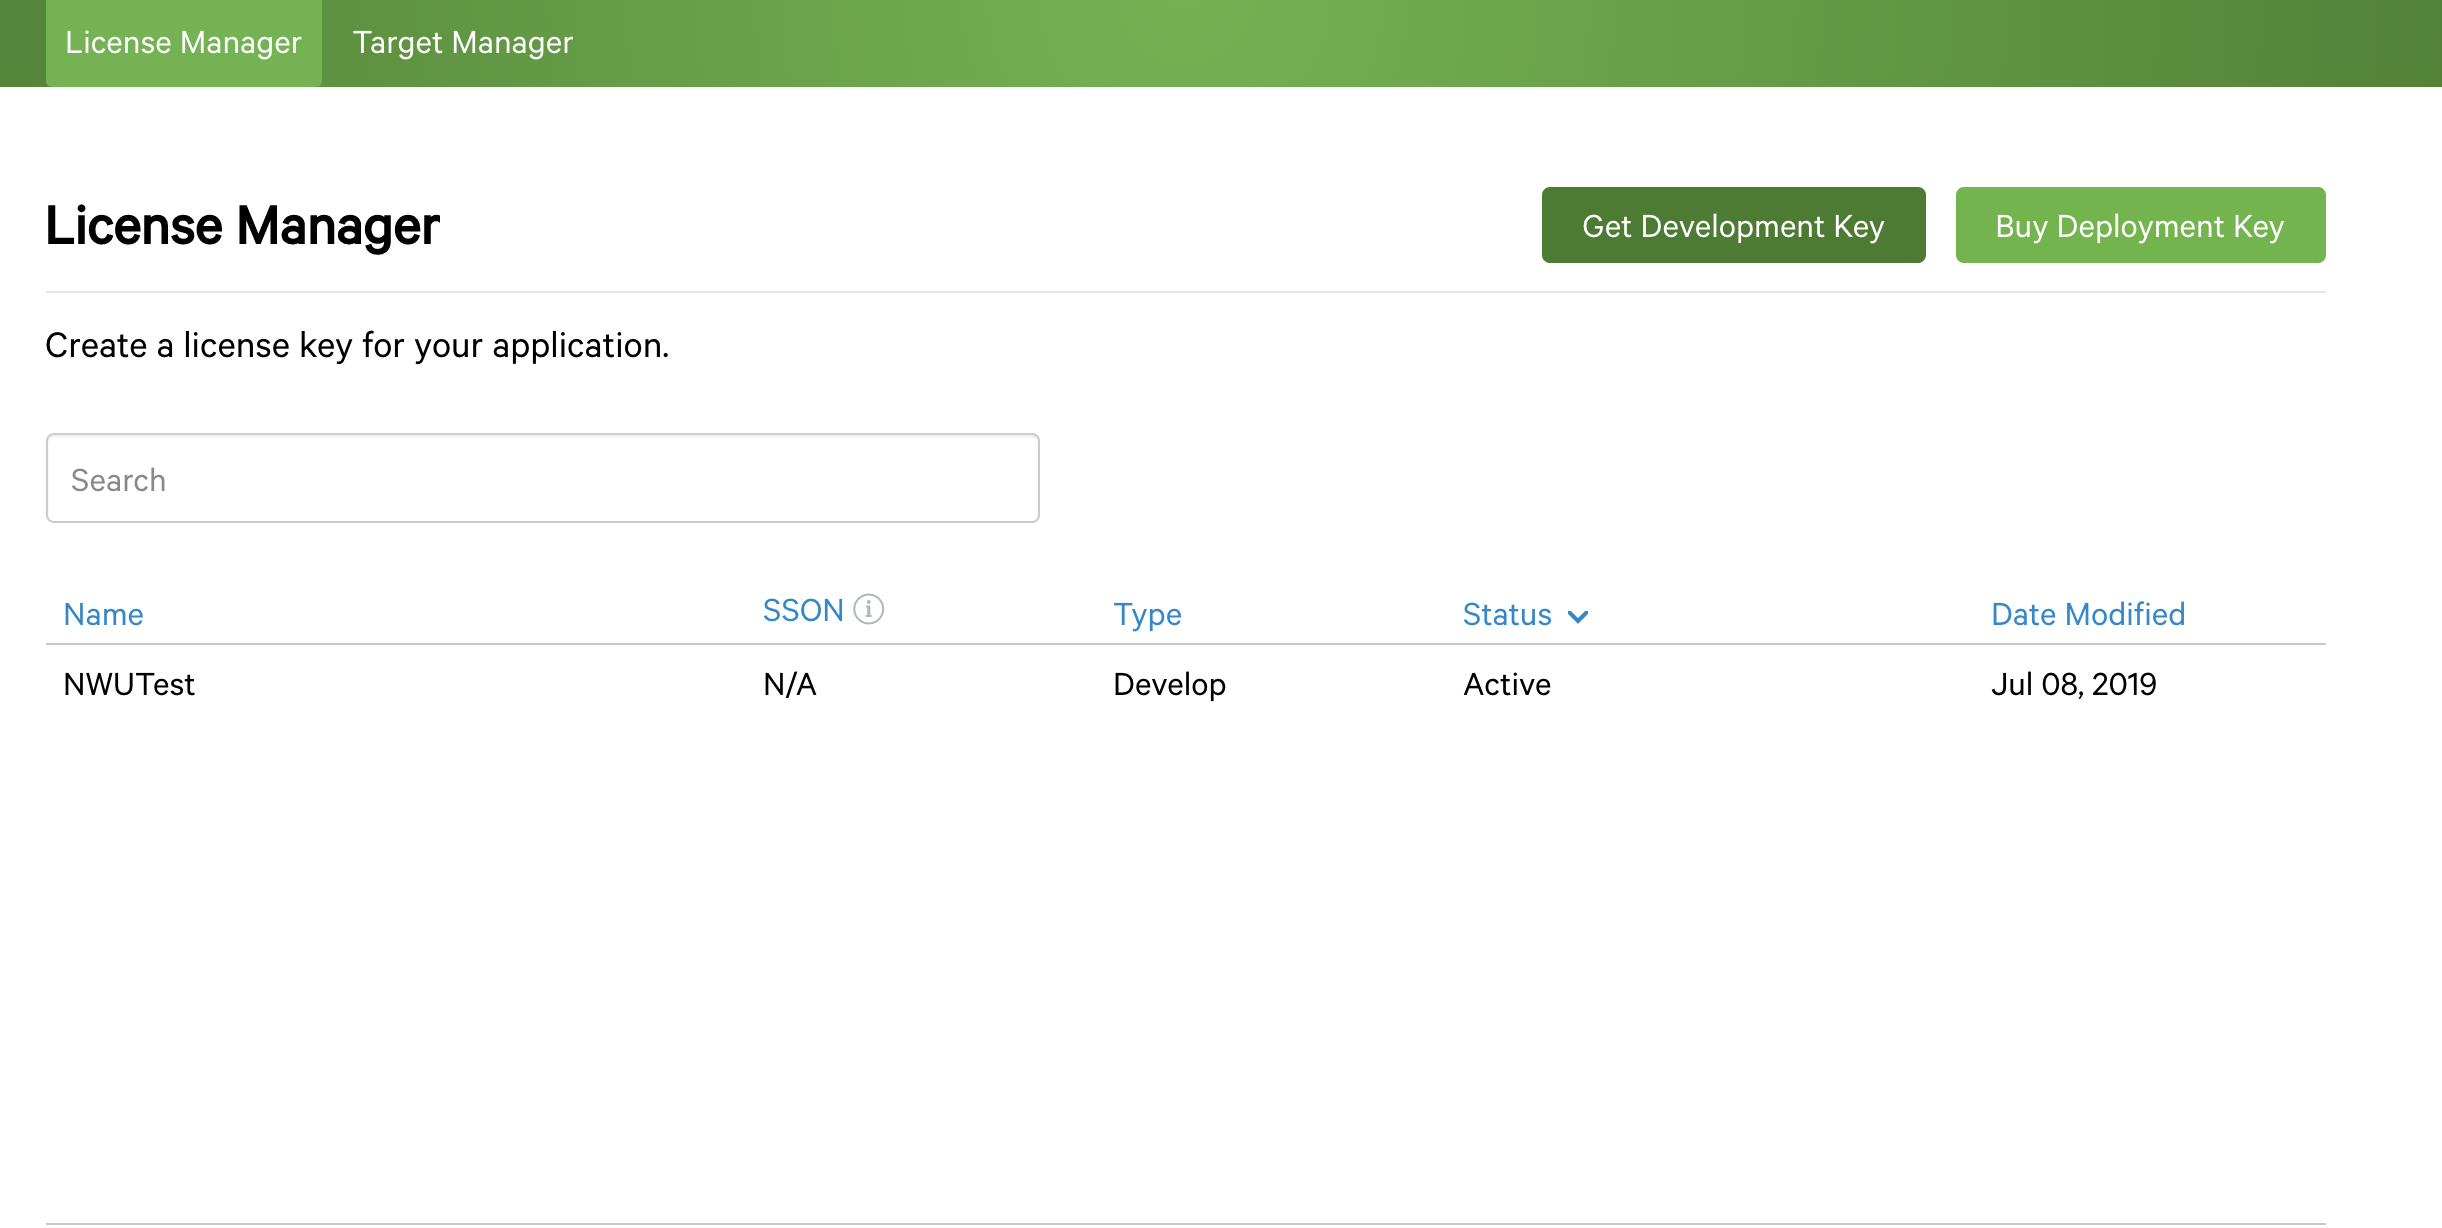 License Manager Target Manager
License Manager Get Development Key Buy Deployment Key
Create a license key for your application.
Search
Name SSON Type Status Date Modified
NWUTest N/A Develop Active Jul 08, 2019